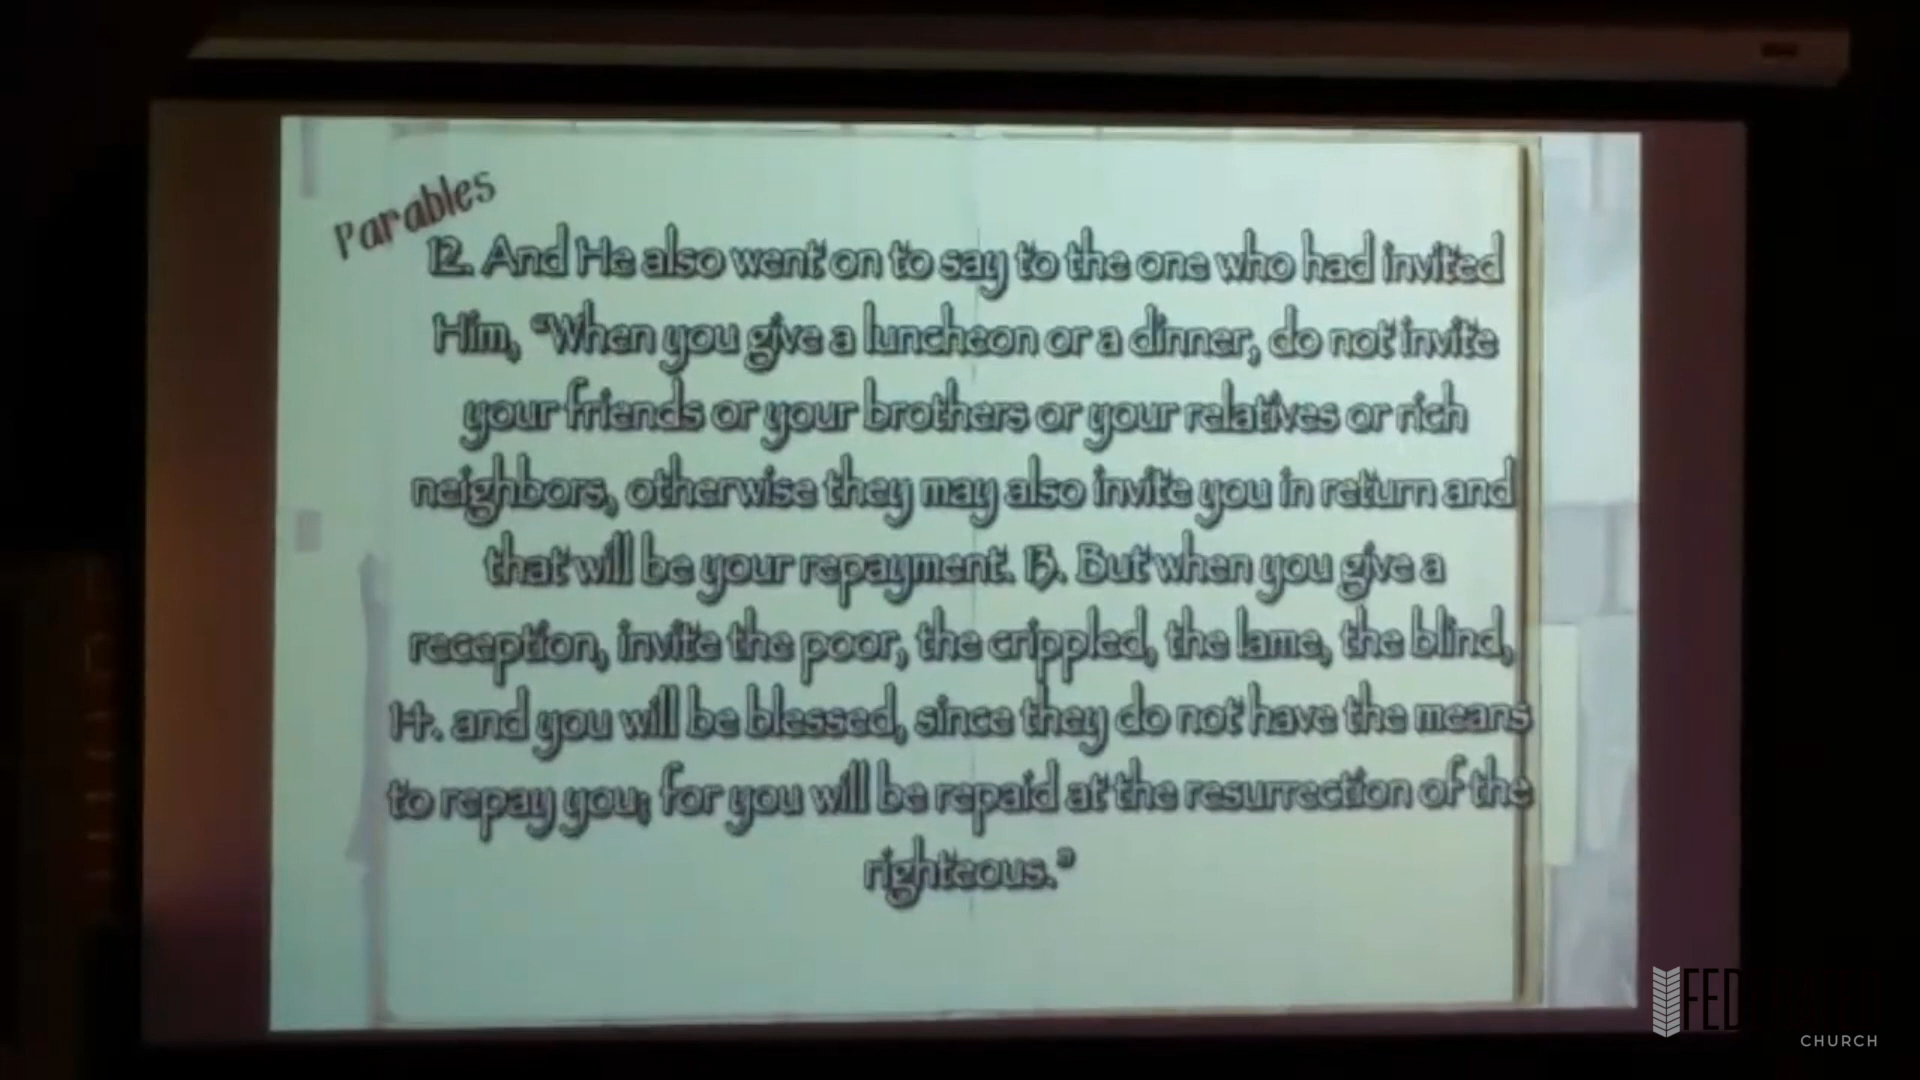 Parables
12. And He also went on to say to the one who had invited
Him, “When you give a luncheon or a dinner, do not invite
your friends or your brothers or your relatives or rich
neighbors, otherwise they may also invite you in return and
that will be your repayment. 13. But when you give a
reception, invite the poor, the crippled, the lame, the blind,
14. and you will be blessed, since they do not have the means
to repay you; for you will be repaid at the resurrection of the
righteous.”
CHURCH